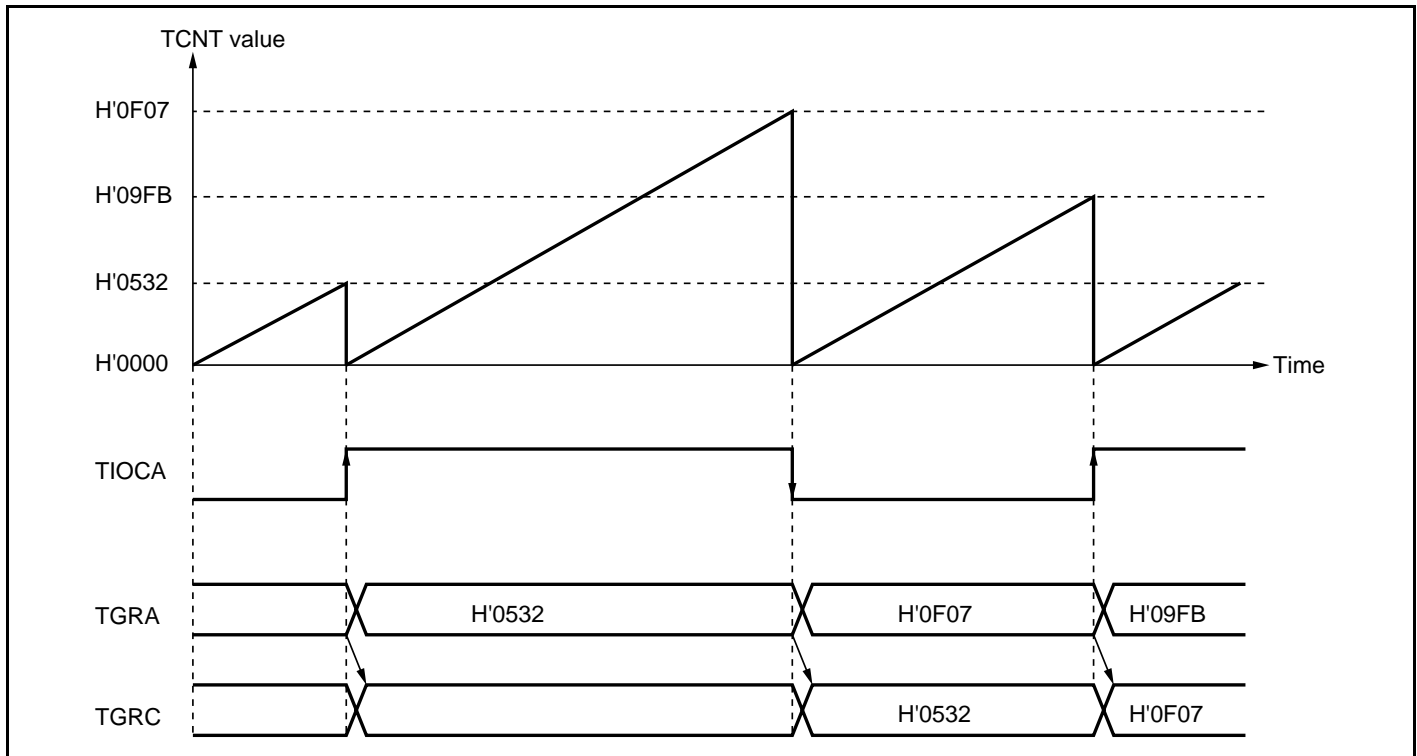 TCNT value
H'0F07
H'09FB
H'0532
H'0000
Time
TIOCA
TGRA
H'0532
H'0F07
H'09FB
TGRC
H'0532
H'0F07